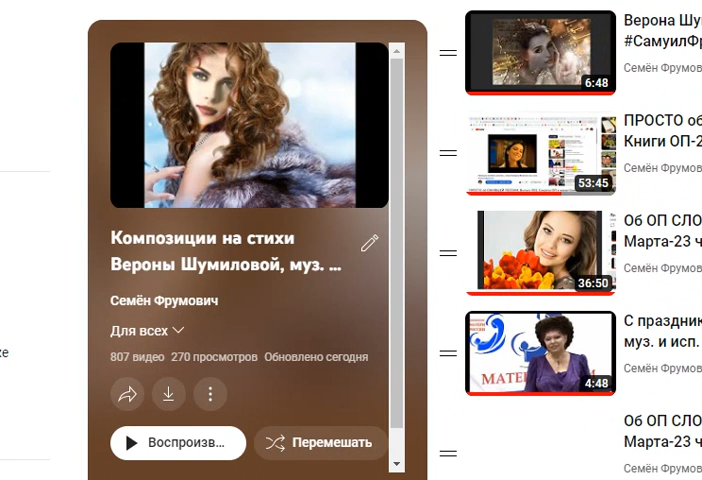 Композиции на стихи
Вероны Шумиловой, муз. ...
Семён Фрумович
Для всех
807 видео 270 просмотров Обновлено сегодня
Воспроизв...
Перемешать
6:48
Верона Шу
#СамуилФр
Семён Фрумов
53:45
ПРОСТО об
Книги ОП-2
Семён Фрумов
36:50
Об ОП СЛО
Марта-23 ч
Семён Фрумов
МАТЕ
4:48
С праздник
муз. и исп.
Семён Фрумов
Об ОП СЛО
Марта-23 ч
Семён Фрумов